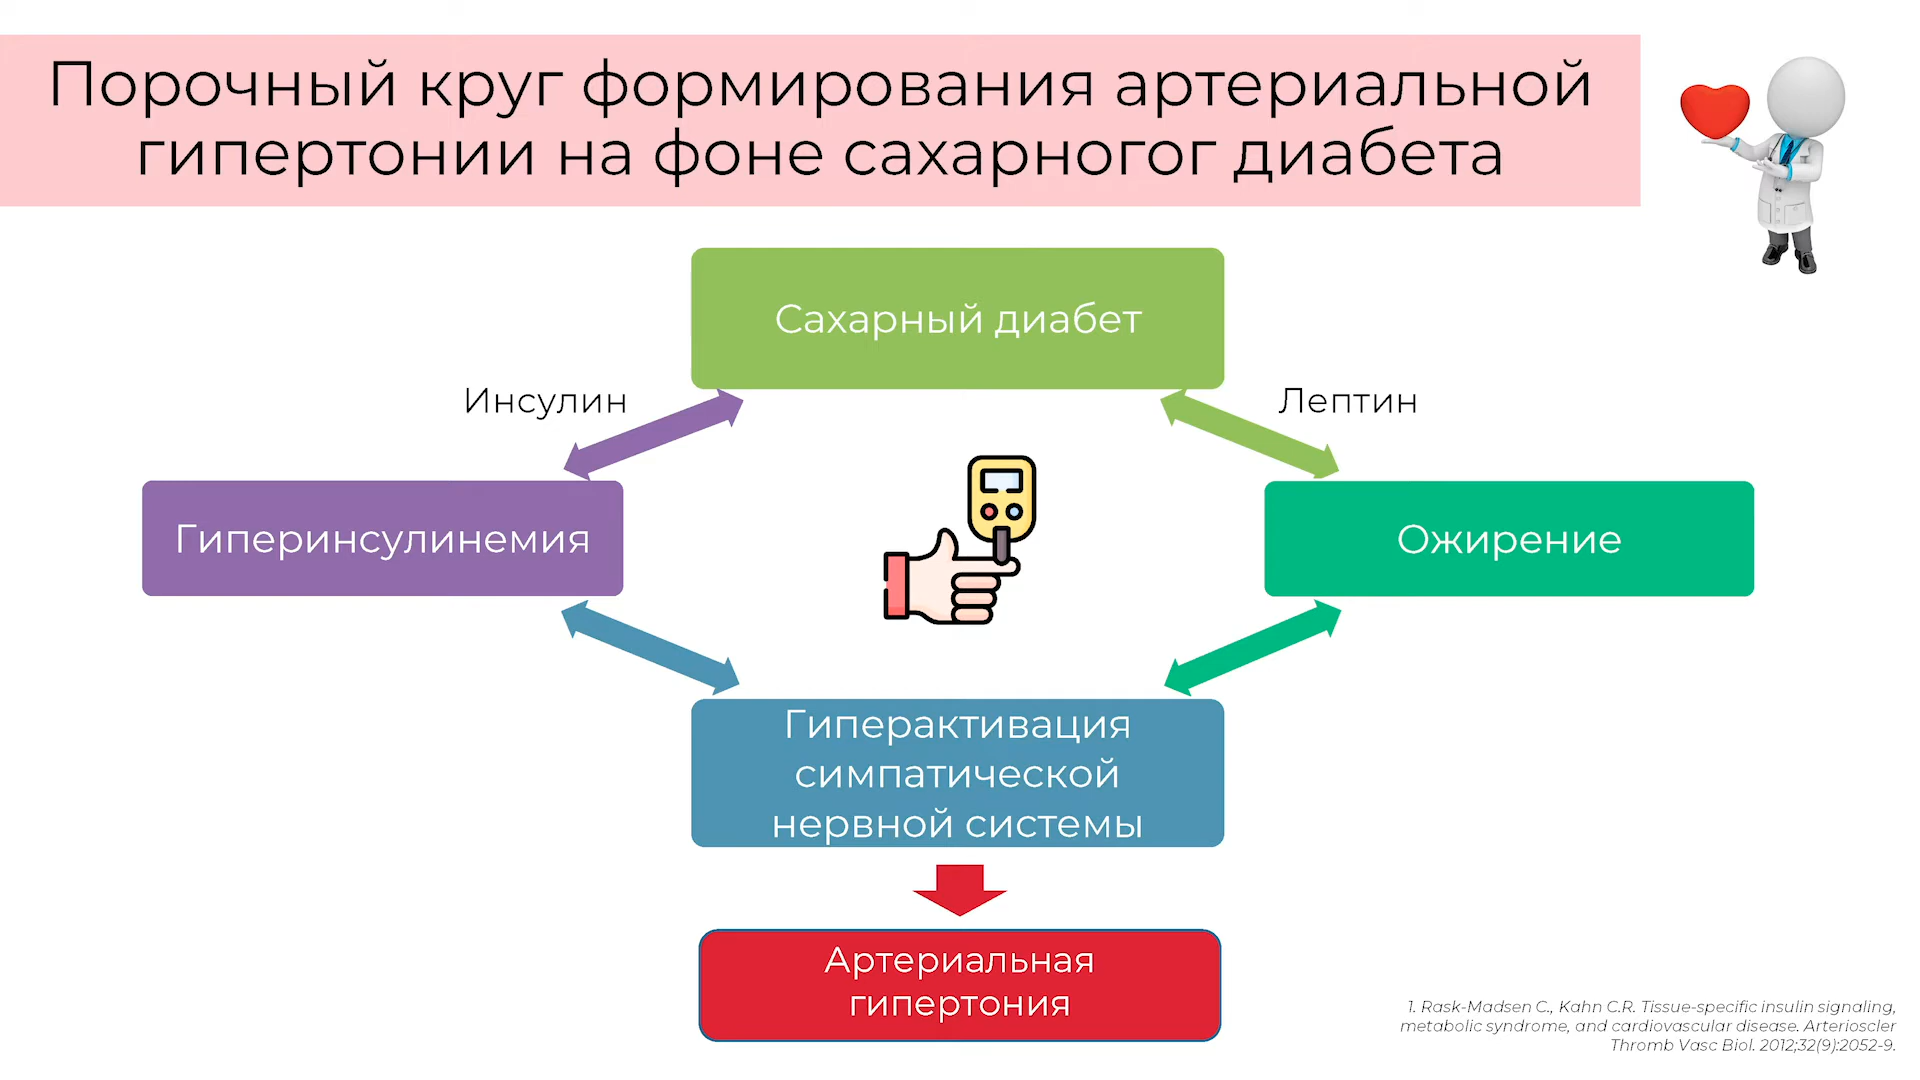 Порочный круг формирования артериальной
гипертонии на фоне сахарногог диабета
Сахарный диабет
Инсулин
Лептин
Гиперинсулинемия
Ожирение
Гиперактивация
симпатической
нервной системы
Артериальная
гипертония
1. Rask-Madsen C., Kahn C.R. Tissue-specific insulin signaling,
metabolic syndrome, and cardiovascular disease. Arterioscler
Thromb Vasc Biol. 2012;32(9):2052-9.